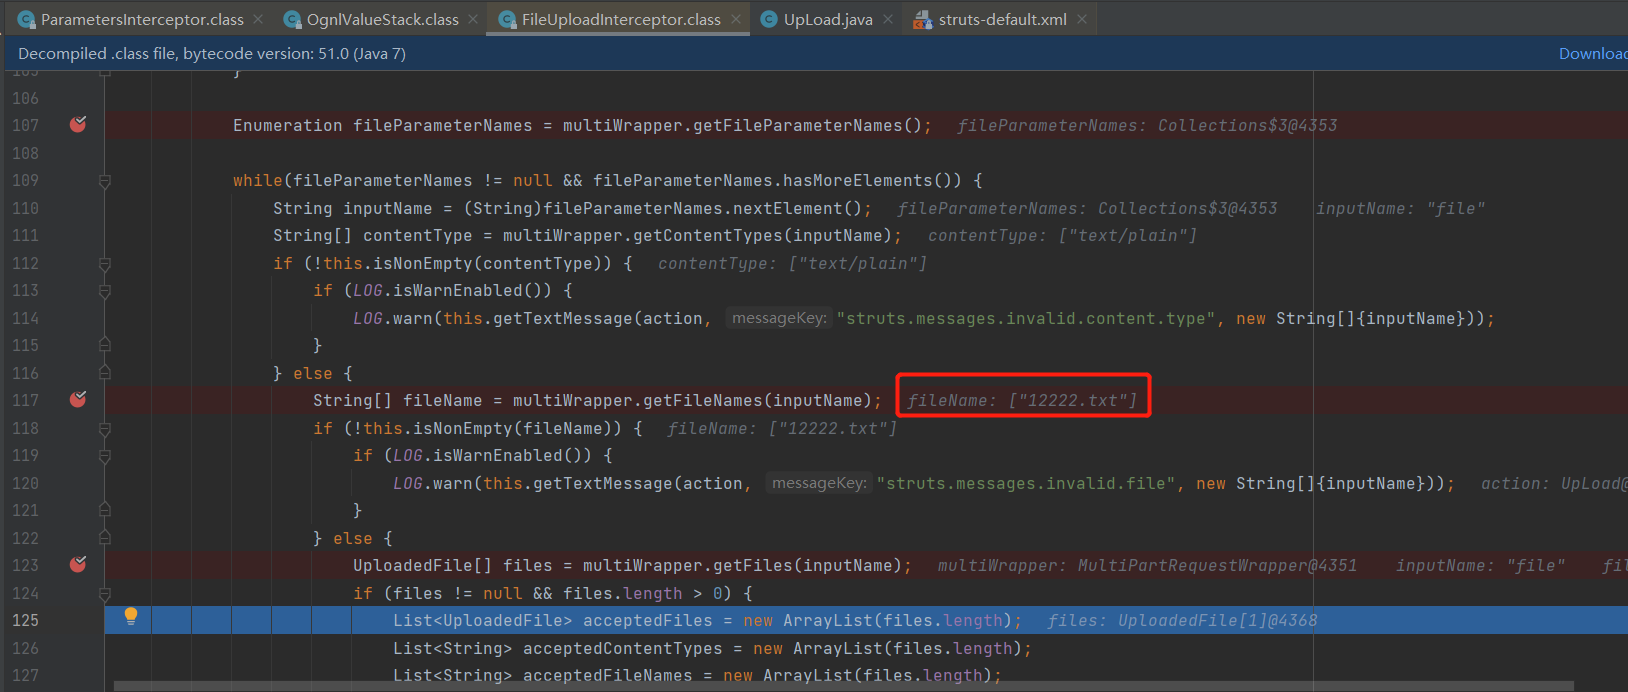 ParametersInterceptor.class × OgnlValueStack.class × FileUploadInterceptor.class × UpLoad.java × struts-default.xml ×
Decompiled .class file, bytecode version: 51.0 (Java 7) Download
105 }
106
107 Enumeration fileParameterNames = multiWrapper.getFileParameterNames(); fileParameterNames: Collections$3@4353
108
109 while(fileParameterNames != null && fileParameterNames.hasMoreElements()) {
110 String inputName = (String)fileParameterNames.nextElement(); fileParameterNames: Collections$3@4353 inputName: "file"
111 String[] contentType = multiWrapper.getContentTypes(inputName); contentType: ["text/plain"]
112 if (!this.isNonEmpty(contentType)) { contentType: ["text/plain"]
113 if (LOG.isWarnEnabled()) {
114 LOG.warn(this.getTextMessage(action, messageKey: "struts.messages.invalid.content.type", new String[]{inputName}));
115 }
116 } else {
117 String[] fileName = multiWrapper.getFileNames(inputName); fileName: ["12222.txt"]
118 if (!this.isNonEmpty(fileName)) { fileName: ["12222.txt"]
119 if (LOG.isWarnEnabled()) {
120 LOG.warn(this.getTextMessage(action, messageKey: "struts.messages.invalid.file", new String[]{inputName})); action: UpLoad@
121 }
122 } else {
123 UploadedFile[] files = multiWrapper.getFiles(inputName); multiWrapper: MultiPartRequestWrapper@4351 inputName: "file" fil
124 if (files != null && files.length > 0) {
125 List<UploadedFile> acceptedFiles = new ArrayList(files.length); files: UploadedFile[1]@4368
126 List<String> acceptedContentTypes = new ArrayList(files.length);
127 List<String> acceptedFileNames = new ArrayList(files.length);